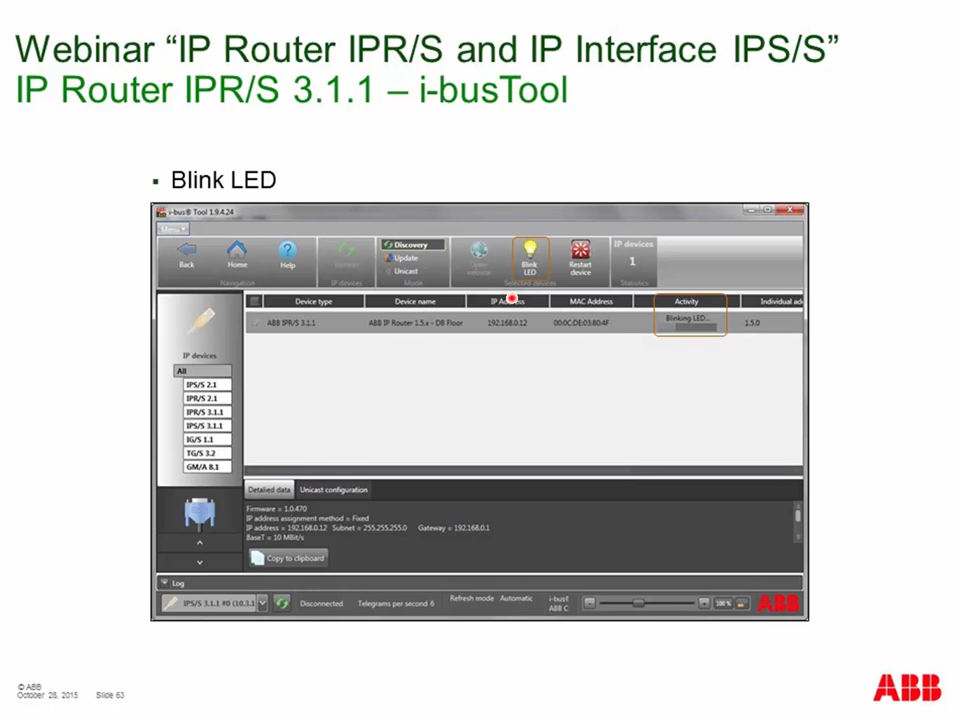 Webinar “IP Router IPR/S and IP Interface IPS/S”
IP Router IPR/S 3.1.1 – i-busTool
▪ Blink LED
i-bus® Tool 1.9.4.24
Menu
Back Home Help
Navigation
IP devices
Discovery
Update
Unicast
Mode
Open website
Blink LED
Restart device
Selected devices
IP devices
1
Statistics
Device type Device name IP Address MAC Address Activity Individual add
ABB IPR/S 3.1.1 ABB IP Router 1.5.x - DB Floor 192.168.0.12 00:0C:DE:03:80:4F Blinking LED... 1.5.0
IP devices
All
IPS/S 2.1
IPR/S 2.1
IPR/S 3.1.1
IPS/S 3.1.1
IG/S 1.1
TG/S 3.2
GM/A 8.1
Detailed data Unicast configuration
Firmware = 1.0.470
IP address assignment method = Fixed
IP address = 192.168.0.12 Subnet = 255.255.255.0 Gateway = 192.168.0.1
BaseT = 10 MBit/s
Copy to clipboard
Log
IPS/S 3.1.1 #0 (10.3.1 Disconnected Telegrams per second 6 Refresh mode Automatic
i-bus
ABB C
100 %
ABB
© ABB
October 28, 2015 Slide 63
ABB